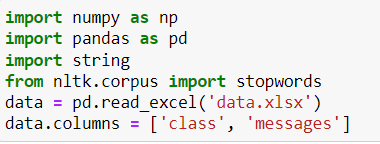 import numpy as np
import pandas as pd
import string
from nltk.corpus import stopwords
data = pd.read_excel('data.xlsx')
data.columns = ['class', 'messages']